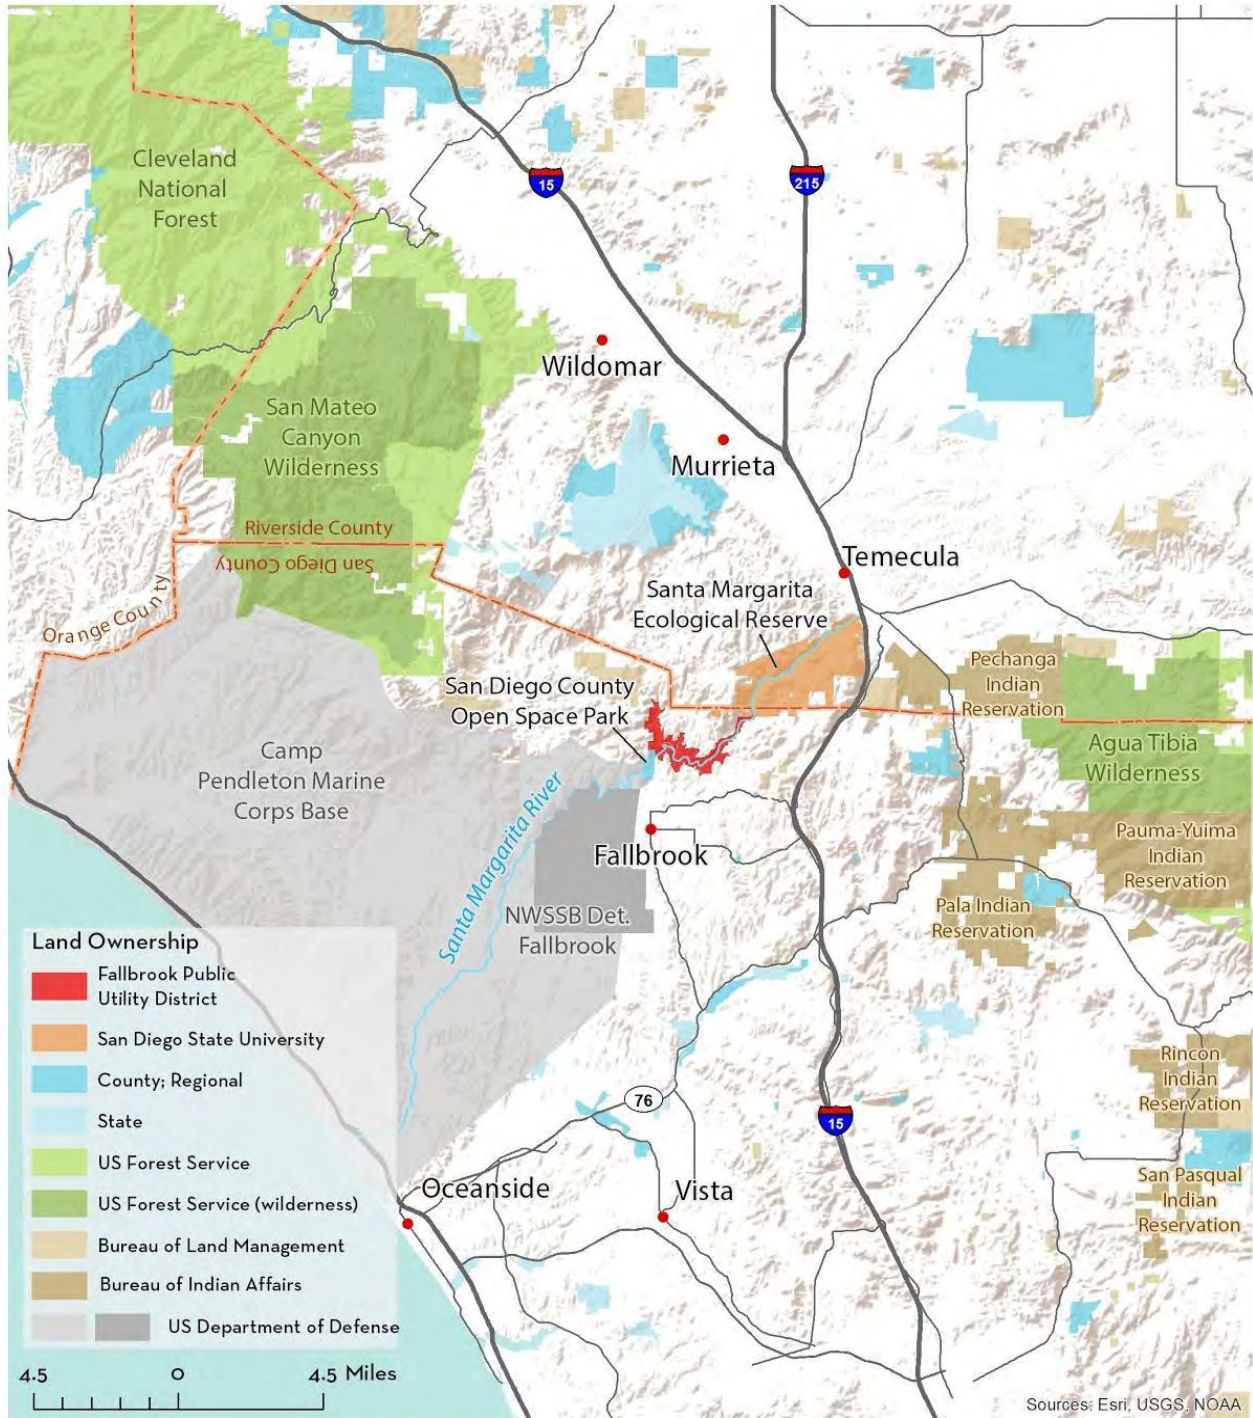 Cleveland
National
Forest
15
215
Wildomar
San Mateo
Canyon
Wilderness
Murrieta
Riverside County
San Diego County
Orange County
Temecula
Santa Margarita
Ecological Reserve
Pechanga
Indian
Reservation
San Diego County
Open Space Park
Agua Tibia
Wilderness
Camp
Pendleton Marine
Corps Base
Santa Margarita River
Fallbrook
Pauma-Yuima
Indian
Reservation
NWSSB Det.
Fallbrook
Pala Indian
Reservation
Land Ownership
Fallbrook Public
Utility District
San Diego State University
County; Regional
State
US Forest Service
US Forest Service (wilderness)
Bureau of Land Management
Bureau of Indian Affairs
US Department of Defense
4.5 0 4.5 Miles
Rincon
Indian
Reservation
76
15
San Pasqual
Indian
Reservation
Oceanside
Vista
Sources: Esri, USGS, NOAA